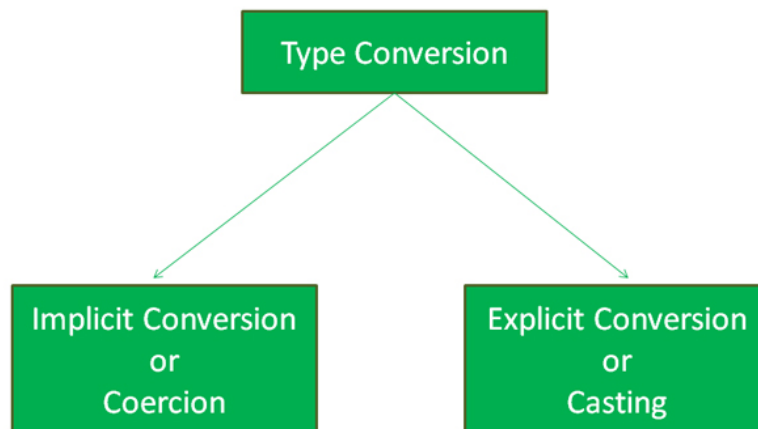 Type Conversion
Implicit Conversion
or
Coercion
Explicit Conversion
or
Casting